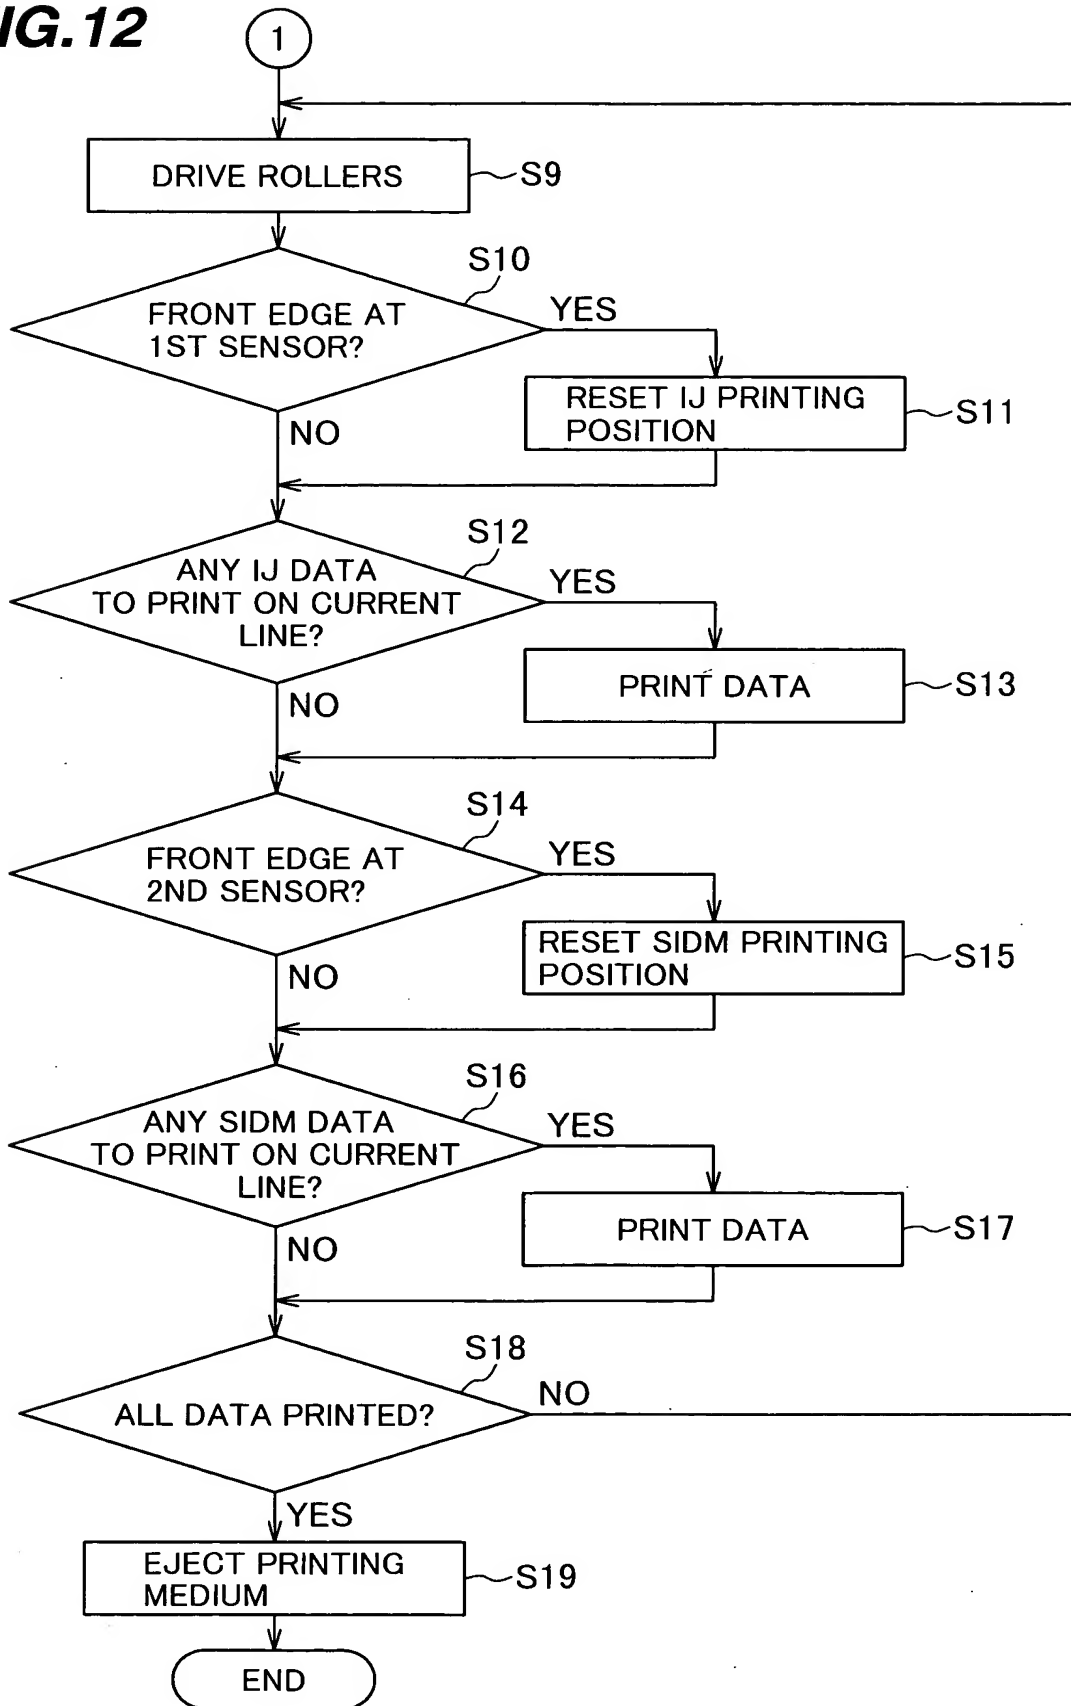 IG.12
1
DRIVE ROLLERS
S9
S10
FRONT EDGE AT
1ST SENSOR?
YES
RESET IJ PRINTING
POSITION
S11
NO
S12
ANY IJ DATA
TO PRINT ON CURRENT
LINE?
YES
PRINT DATA
S13
NO
S14
FRONT EDGE AT
2ND SENSOR?
YES
RESET SIDM PRINTING
POSITION
S15
NO
S16
ANY SIDM DATA
TO PRINT ON CURRENT
LINE?
YES
PRINT DATA
S17
NO
S18
ALL DATA PRINTED?
NO
YES
EJECT PRINTING
MEDIUM
S19
END